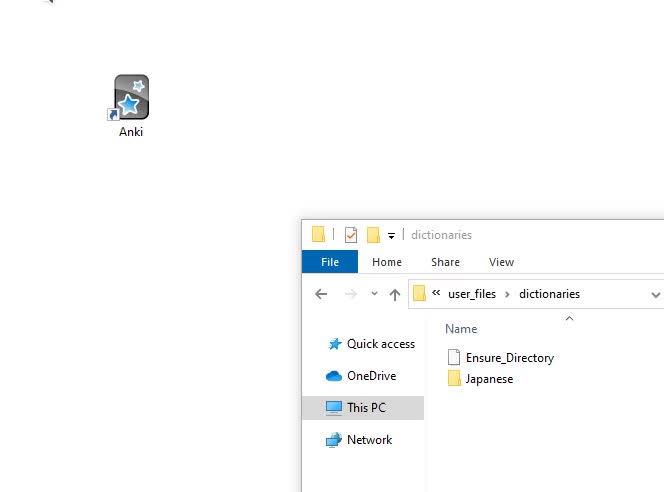 Anki
dictionaries
File Home Share View
« user_files › dictionaries
Name
Quick access
Ensure_Directory
OneDrive
Japanese
This PC
Network